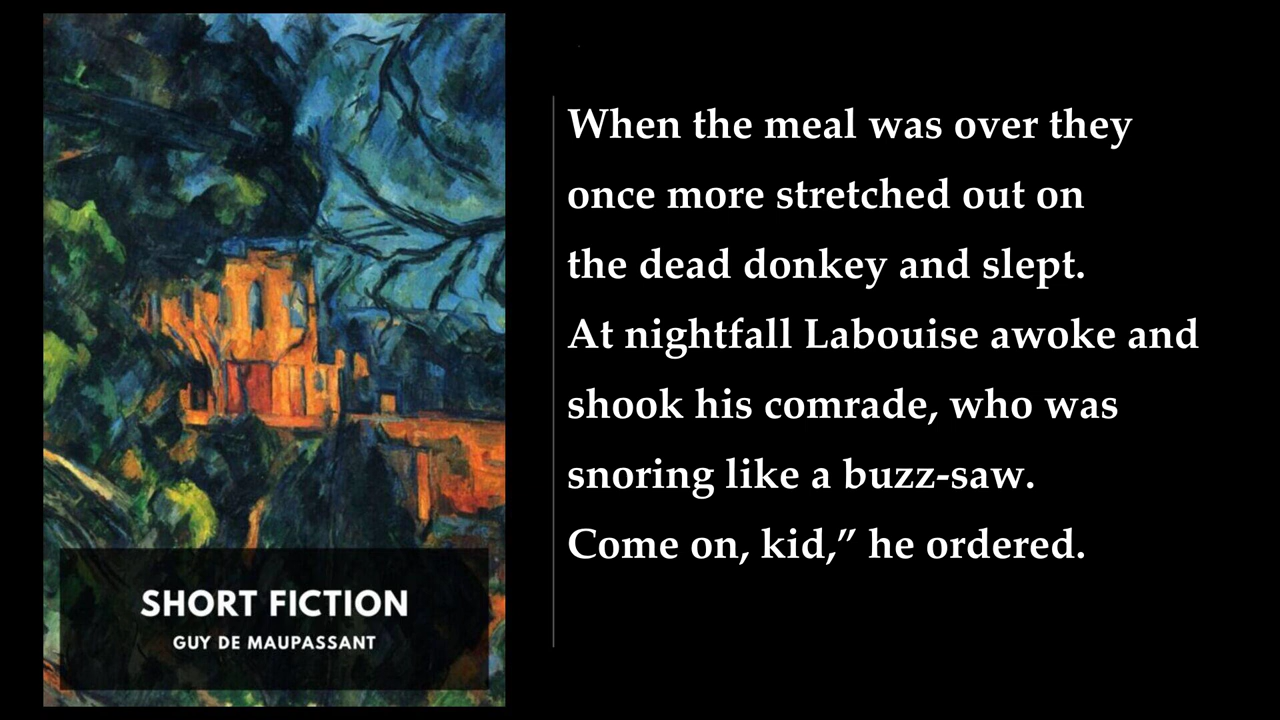 SHORT FICTION
GUY DE MAUPASSANT
When the meal was over they
once more stretched out on
the dead donkey and slept.
At nightfall Labouise awoke and
shook his comrade, who was
snoring like a buzz-saw.
Come on, kid,” he ordered.